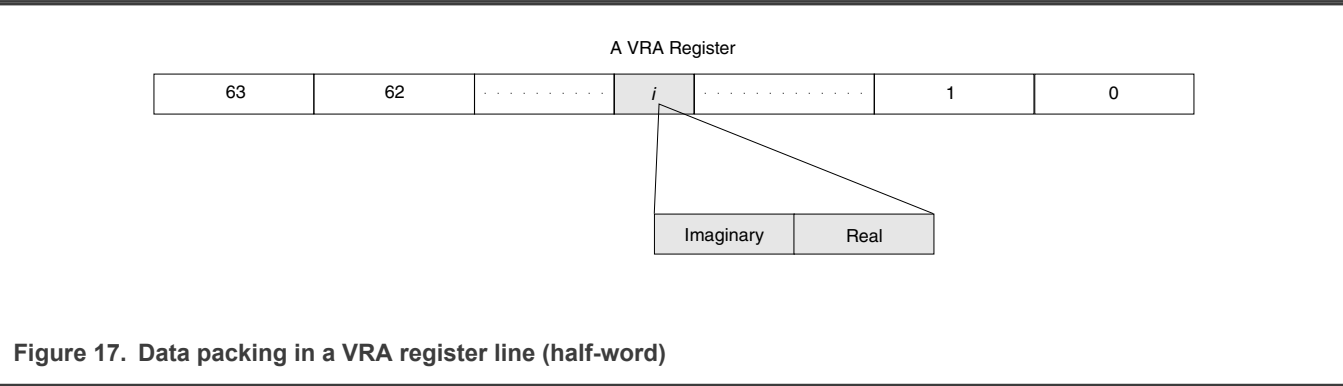 A VRA Register
63 62 . . . . . . . . . . i . . . . . . . . . . . . . 1 0
Imaginary Real
Figure 17. Data packing in a VRA register line (half-word)